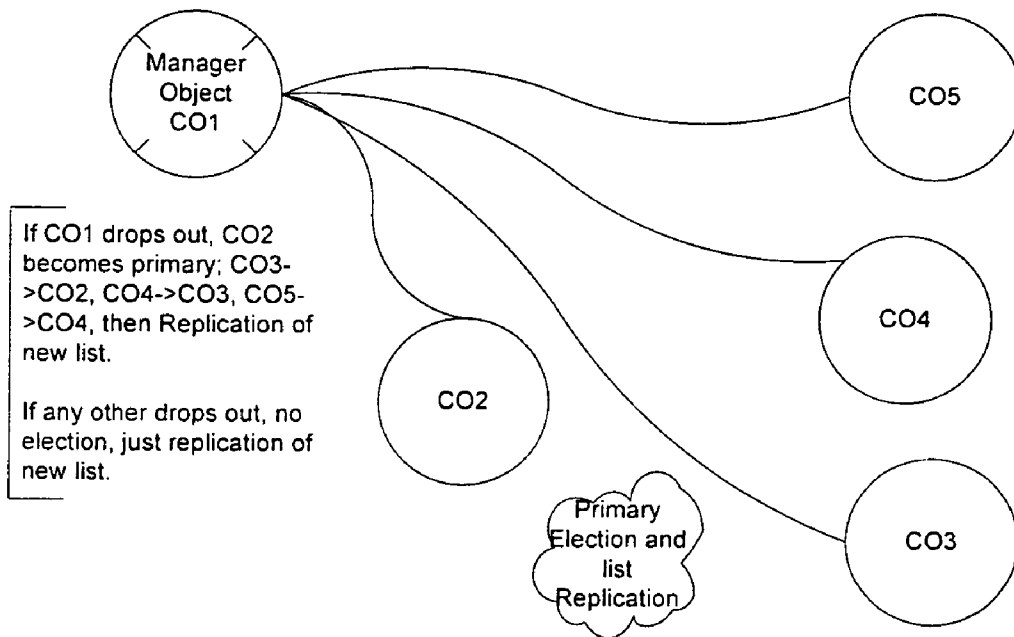 Manager
Object
CO1
CO5
If CO1 drops out, CO2
becomes primary; CO3-
>CO2, CO4->CO3, CO5-
>CO4, then Replication of
new list.
If any other drops out, no
election, just replication of
new list.
CO4
CO2
Primary
Election and
list
Replication
CO3